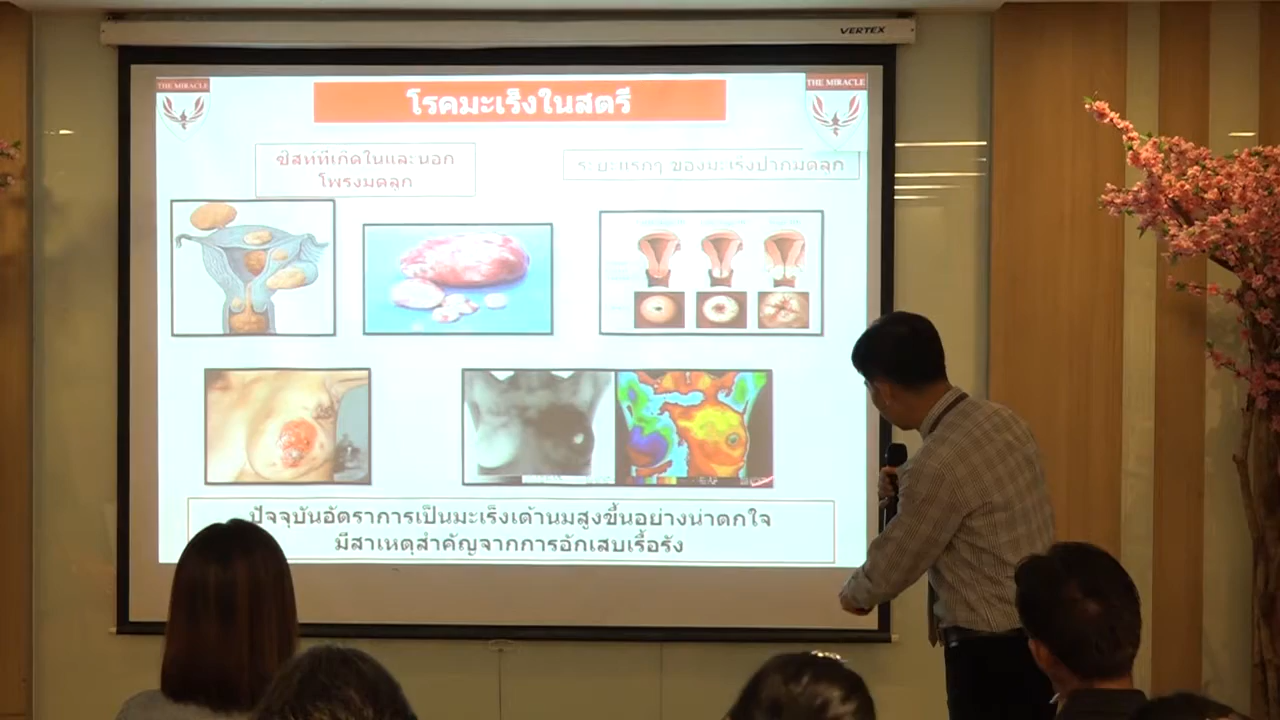 VERTEX
THE MIRACLE
โรคมะเร็งในสตรี
THE MIRACLE
ซีสท์ที่เกิดในและนอก
โพรงมดลูก
ระยะแรกๆ ของมะเร็งปากมดลูก
ปัจจุบันอัตราการเป็นมะเร็งเต้านมสูงขึ้นอย่างน่าตกใจ
มีสาเหตุสำคัญจากการอักเสบเรื้อรัง